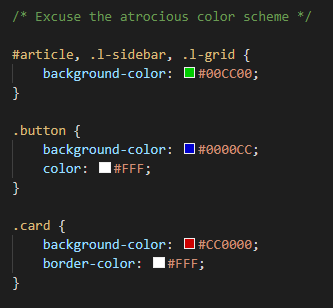 /* Excuse the atrocious color scheme */
#article, .l-sidebar, .l-grid {
    background-color: #00CC00;
}
.button {
    background-color: #0000CC;
    color: #FFF;
}
.card {
    background-color: #CC0000;
    border-color: #FFF;
}